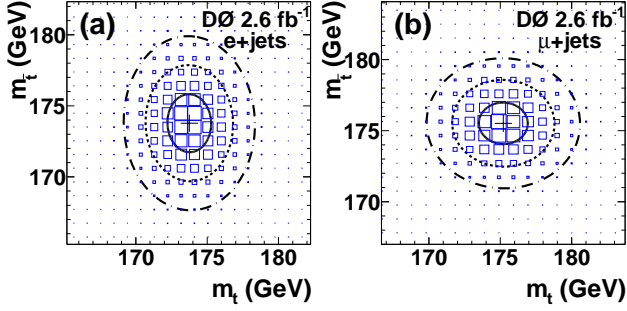 (a) DØ 2.6 fb⁻¹
e+jets
m_t̄ (GeV)
180
175
170
170 175 180
m_t (GeV)
(b) DØ 2.6 fb⁻¹
μ+jets
m_t̄ (GeV)
180
175
170
170 175 180
m_t (GeV)